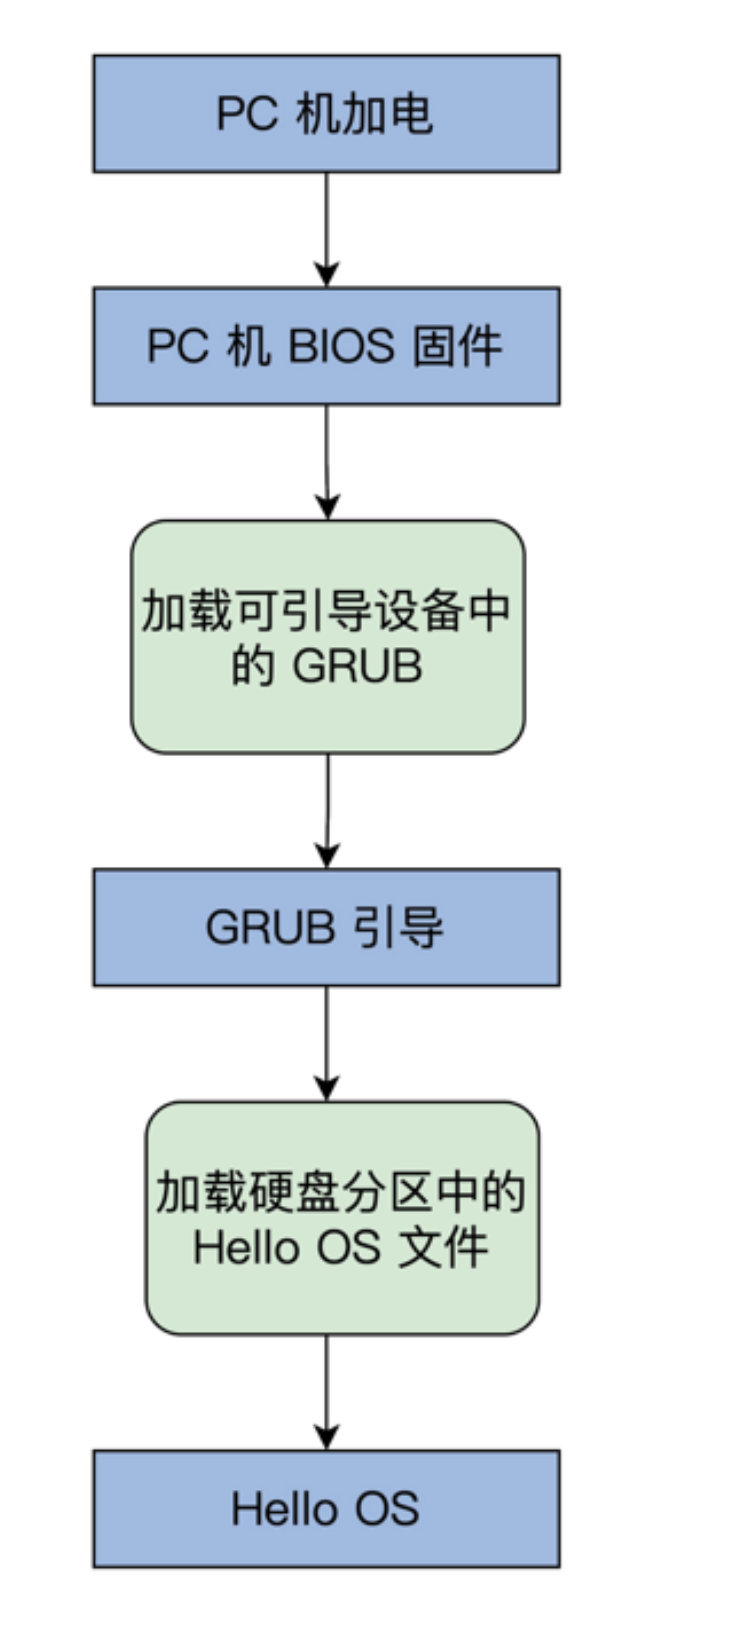 PC 机加电
PC 机 BIOS 固件
加载可引导设备中
的 GRUB
GRUB 引导
加载硬盘分区中的
Hello OS 文件
Hello OS